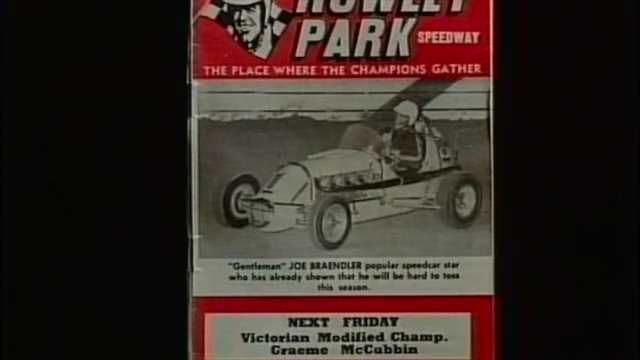 ROWLEY
PARK SPEEDWAY
THE PLACE WHERE THE CHAMPIONS GATHER
"Gentleman" JOE BRAENDLER popular speedcar star
who has already shown that he will be hard to toss
this season.
NEXT FRIDAY
Victorian Modified Champ.
Graeme McCubbin